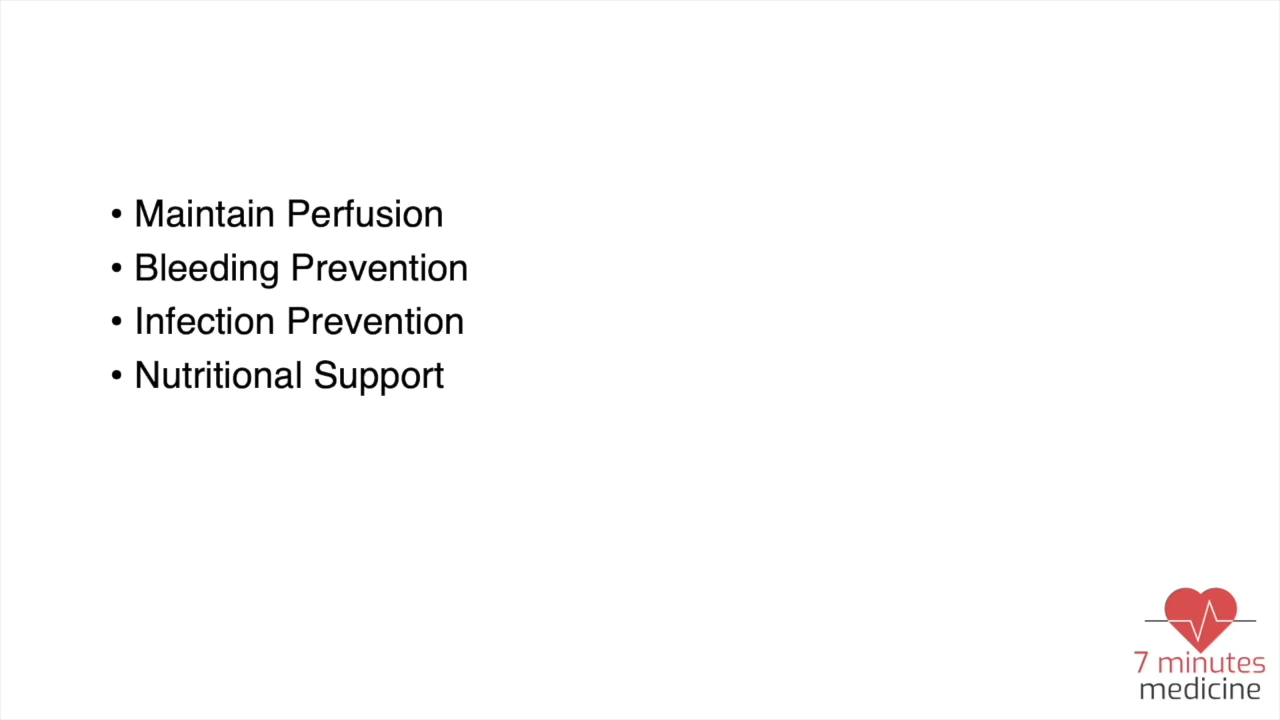 • Maintain Perfusion
• Bleeding Prevention
• Infection Prevention
• Nutritional Support
7 minutes
medicine